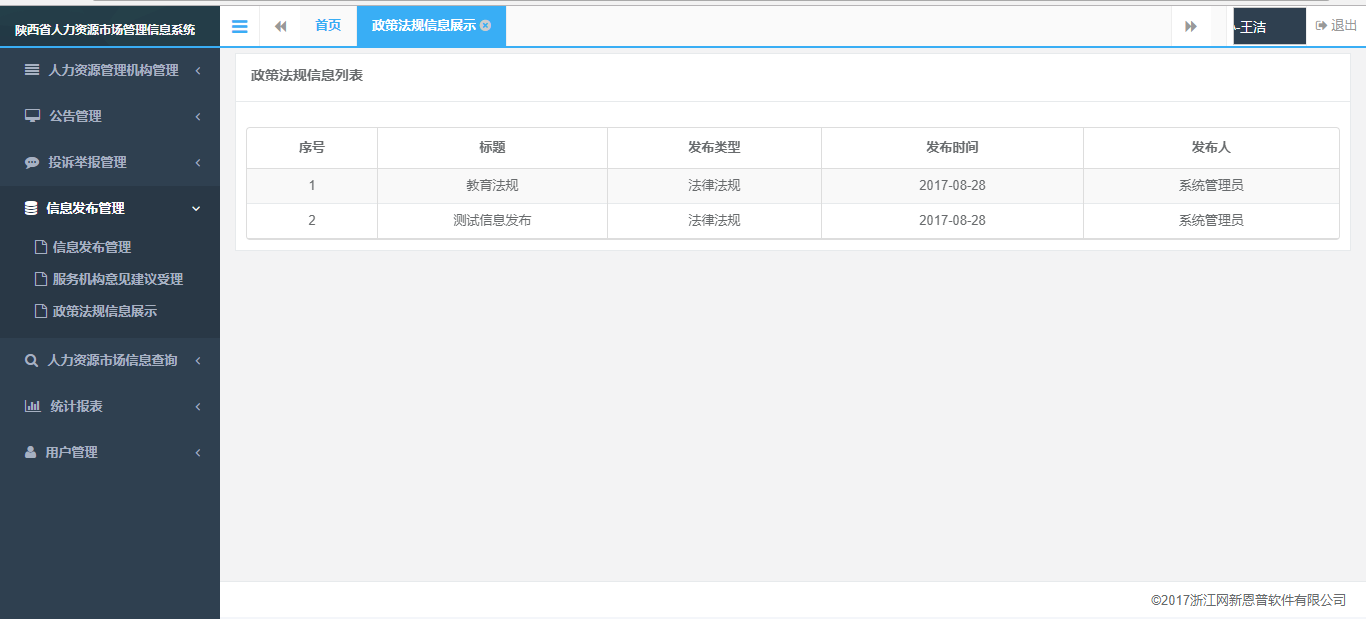 陕西省人力资源市场管理信息系统
首页
政策法规信息展示
王洁
退出
人力资源管理机构管理
公告管理
投诉举报管理
信息发布管理
信息发布管理
服务机构意见建议受理
政策法规信息展示
人力资源市场信息查询
统计报表
用户管理
政策法规信息列表
序号 标题 发布类型 发布时间 发布人
1 教育法规 法律法规 2017-08-28 系统管理员
2 测试信息发布 法律法规 2017-08-28 系统管理员
©2017浙江网新恩普软件有限公司